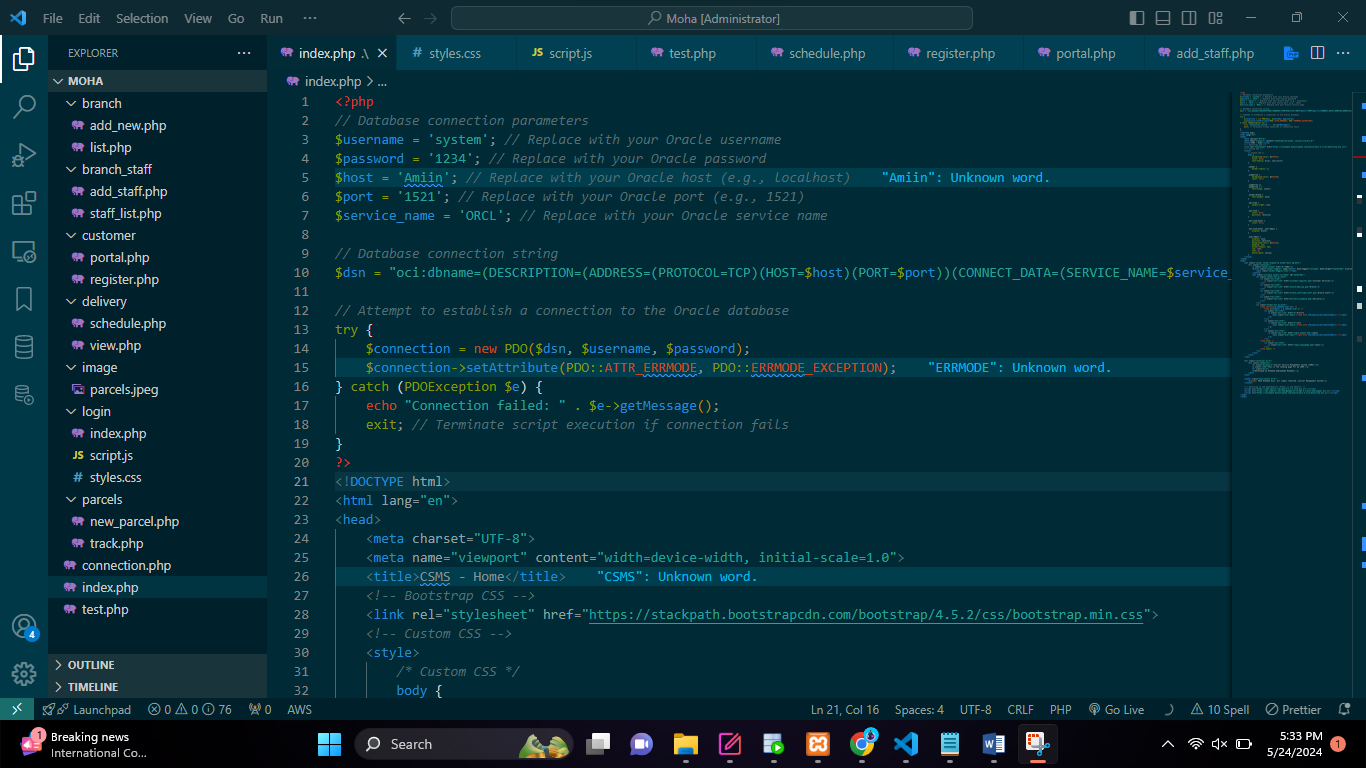 File Edit Selection View Go Run ··· Moha [Administrator]
EXPLORER ···
MOHA
branch
add_new.php
list.php
branch_staff
add_staff.php
staff_list.php
customer
portal.php
register.php
delivery
schedule.php
view.php
image
parcels.jpeg
login
index.php
JS script.js
# styles.css
parcels
new_parcel.php
track.php
connection.php
index.php
test.php
OUTLINE
TIMELINE
4
index.php .\ # styles.css JS script.js test.php schedule.php register.php portal.php add_staff.php ···
index.php > ...
1 <?php
2 // Database connection parameters
3 $username = 'system'; // Replace with your Oracle username
4 $password = '1234'; // Replace with your Oracle password
5 $host = 'Amiin'; // Replace with your Oracle host (e.g., localhost) "Amiin": Unknown word.
6 $port = '1521'; // Replace with your Oracle port (e.g., 1521)
7 $service_name = 'ORCL'; // Replace with your Oracle service name
8
9 // Database connection string
10 $dsn = "oci:dbname=(DESCRIPTION=(ADDRESS=(PROTOCOL=TCP)(HOST=$host)(PORT=$port))(CONNECT_DATA=(SERVICE_NAME=$service_
11
12 // Attempt to establish a connection to the Oracle database
13 try {
14 $connection = new PDO($dsn, $username, $password);
15 $connection->setAttribute(PDO::ATTR_ERRMODE, PDO::ERRMODE_EXCEPTION); "ERRMODE": Unknown word.
16 } catch (PDOException $e) {
17 echo "Connection failed: " . $e->getMessage();
18 exit; // Terminate script execution if connection fails
19 }
20 ?>
21 <!DOCTYPE html>
22 <html lang="en">
23 <head>
24 <meta charset="UTF-8">
25 <meta name="viewport" content="width=device-width, initial-scale=1.0">
26 <title>CSMS - Home</title> "CSMS": Unknown word.
27 <!-- Bootstrap CSS -->
28 <link rel="stylesheet" href="https://stackpath.bootstrapcdn.com/bootstrap/4.5.2/css/bootstrap.min.css">
29 <!-- Custom CSS -->
30 <style>
31 /* Custom CSS */
32 body {
Launchpad 0 0 76 0 AWS Ln 21, Col 16 Spaces: 4 UTF-8 CRLF PHP Go Live 10 Spell Prettier
1 Breaking news
International Co...
Search
5:33 PM
5/24/2024
1